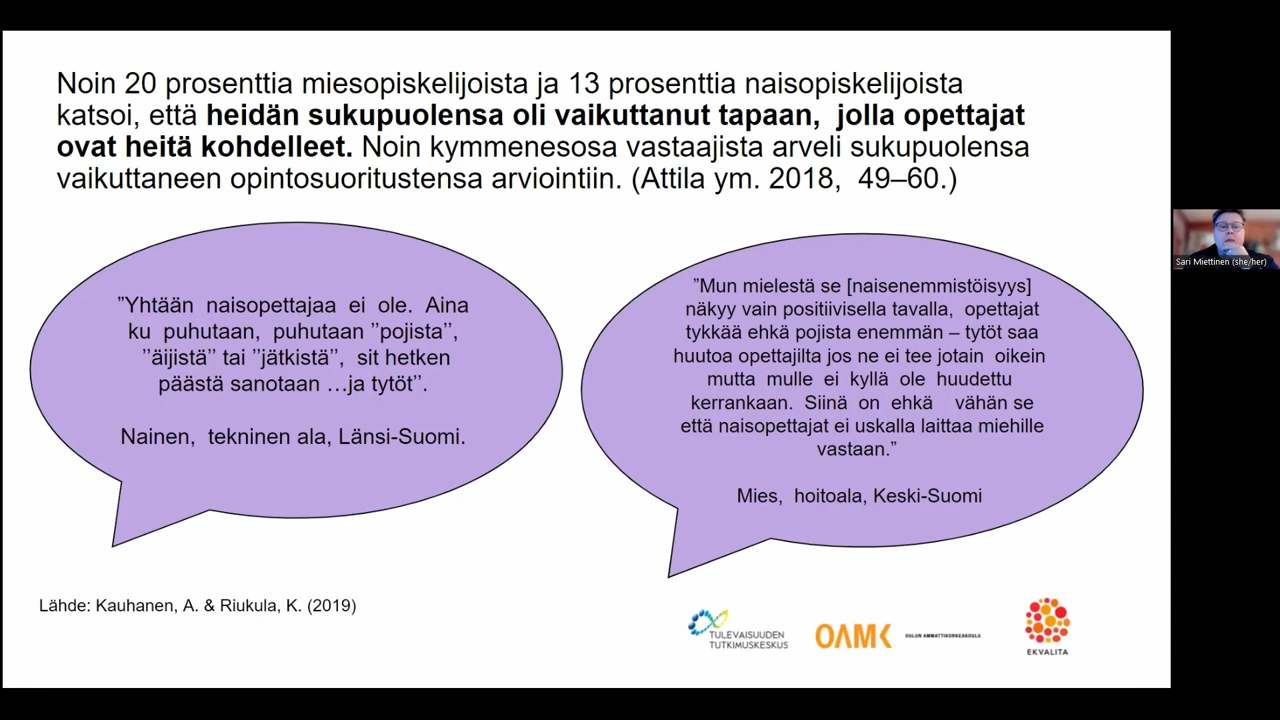 Noin 20 prosenttia miesopiskelijoista ja 13 prosenttia naisopiskelijoista
katsoi, että heidän sukupuolensa oli vaikuttanut tapaan, jolla opettajat
ovat heitä kohdelleet. Noin kymmenesosa vastaajista arveli sukupuolensa
vaikuttaneen opintosuoritustensa arviointiin. (Attila ym. 2018, 49–60.)
”Yhtään naisopettajaa ei ole. Aina
ku puhutaan, puhutaan ’’pojista’’,
’’äijistä’’ tai ’’jätkistä’’, sit hetken
päästä sanotaan …ja tytöt’’.
Nainen, tekninen ala, Länsi-Suomi.
”Mun mielestä se [naisenemmistöisyys]
näkyy vain positiivisella tavalla, opettajat
tykkää ehkä pojista enemmän – tytöt saa
huutoa opettajilta jos ne ei tee jotain oikein
mutta mulle ei kyllä ole huudettu
kerrankaan. Siinä on ehkä vähän se
että naisopettajat ei uskalla laittaa miehille
vastaan.”
Mies, hoitoala, Keski-Suomi
Sari Miettinen (she/her)
Lähde: Kauhanen, A. & Riukula, K. (2019)
TULEVAISUUDEN
TUTKIMUSKESKUS
OAMK OULUN AMMATTIKORKEAKOULU
EKVALITA